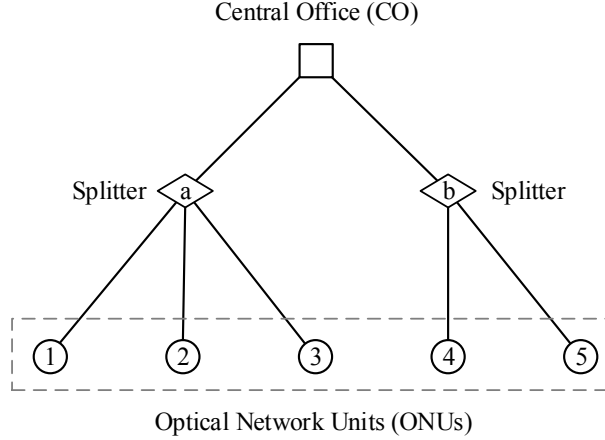 Central Office (CO)
Splitter a b Splitter
1 2 3 4 5
Optical Network Units (ONUs)